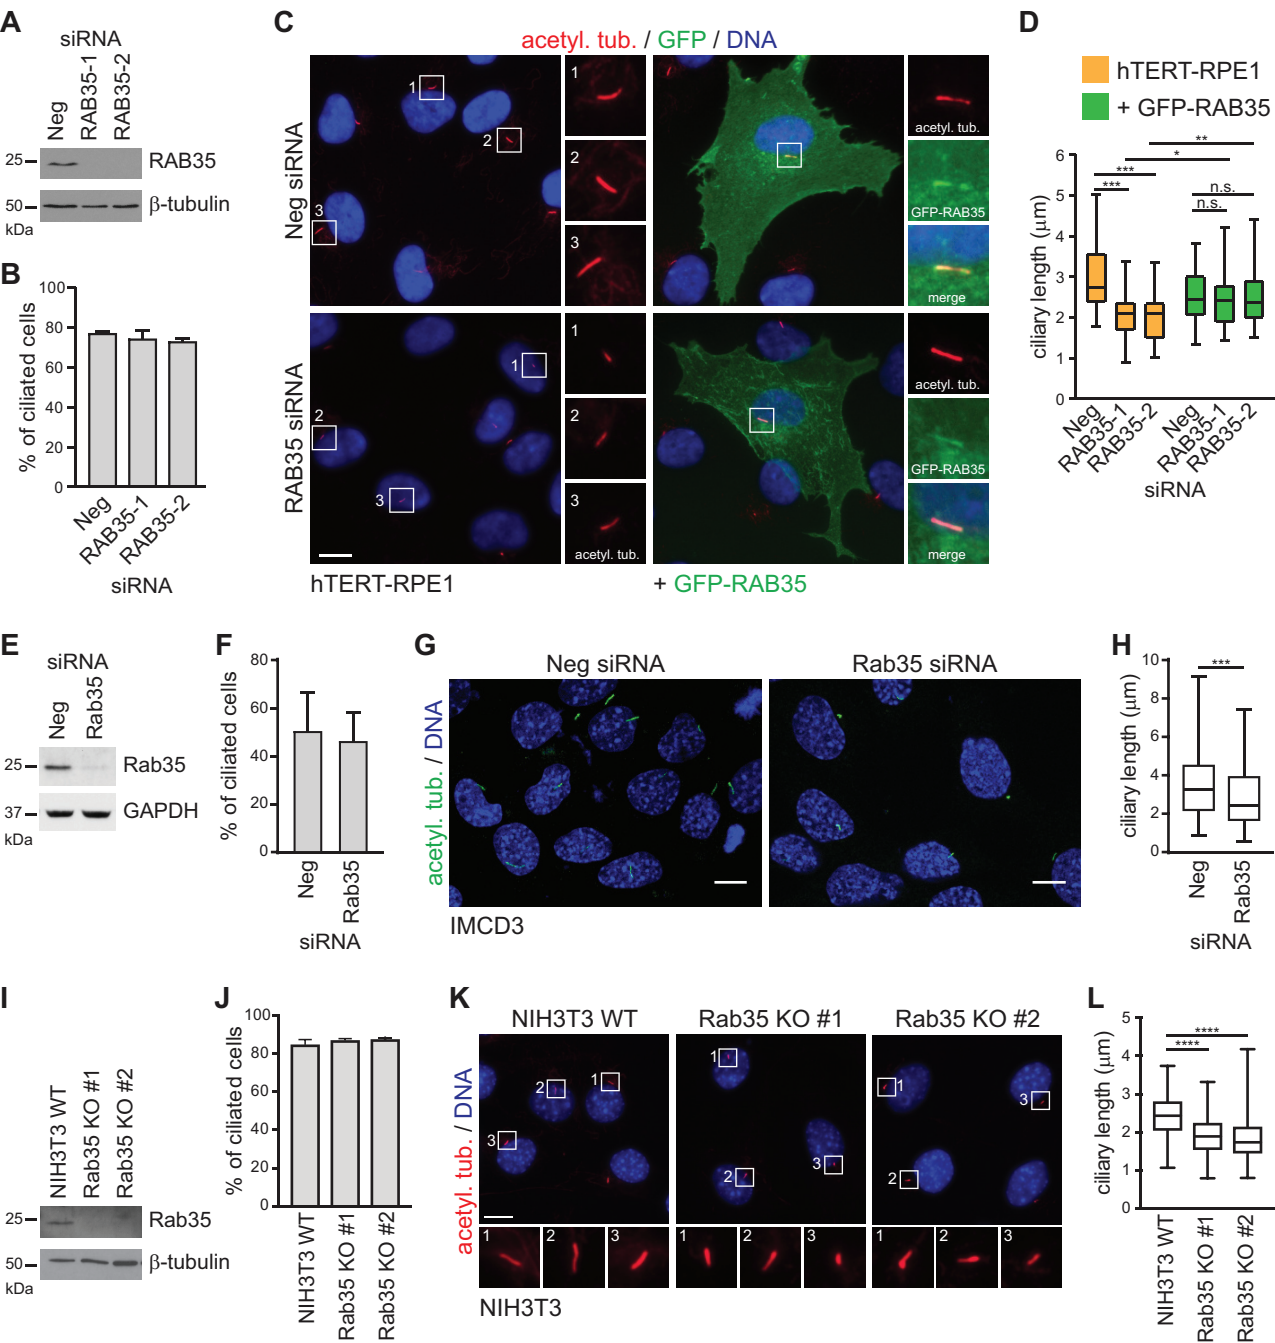 A
siRNA
Neg
RAB35-1
RAB35-2
25
RAB35
50
β-tubulin
kDa
B
100
80
60
40
20
0
% of ciliated cells
Neg
RAB35-1
RAB35-2
siRNA
C
acetyl. tub. / GFP / DNA
Neg siRNA
1
2
3
1
2
3
acetyl. tub.
GFP-RAB35
merge
RAB35 siRNA
1
2
3
1
2
3
acetyl. tub.
acetyl. tub.
GFP-RAB35
merge
hTERT-RPE1
+ GFP-RAB35
D
hTERT-RPE1
+ GFP-RAB35
**
*
***
***
n.s.
n.s.
6
5
4
3
2
1
0
ciliary length (μm)
Neg
RAB35-1
RAB35-2
Neg
RAB35-1
RAB35-2
siRNA
E
siRNA
Neg
Rab35
25
Rab35
37
GAPDH
kDa
F
80
60
40
20
0
% of ciliated cells
Neg
Rab35
siRNA
G
Neg siRNA
Rab35 siRNA
acetyl. tub. / DNA
IMCD3
H
***
10
8
6
4
2
0
ciliary length (μm)
Neg
Rab35
siRNA
I
NIH3T3 WT
Rab35 KO #1
Rab35 KO #2
25
Rab35
50
β-tubulin
kDa
J
100
80
60
40
20
0
% of ciliated cells
NIH3T3 WT
Rab35 KO #1
Rab35 KO #2
K
NIH3T3 WT
Rab35 KO #1
Rab35 KO #2
acetyl. tub. / DNA
1
2
3
1
2
3
1
2
3
1
2
3
1
2
3
1
2
3
NIH3T3
L
****
****
5
4
3
2
1
0
ciliary length (μm)
NIH3T3 WT
Rab35 KO #1
Rab35 KO #2